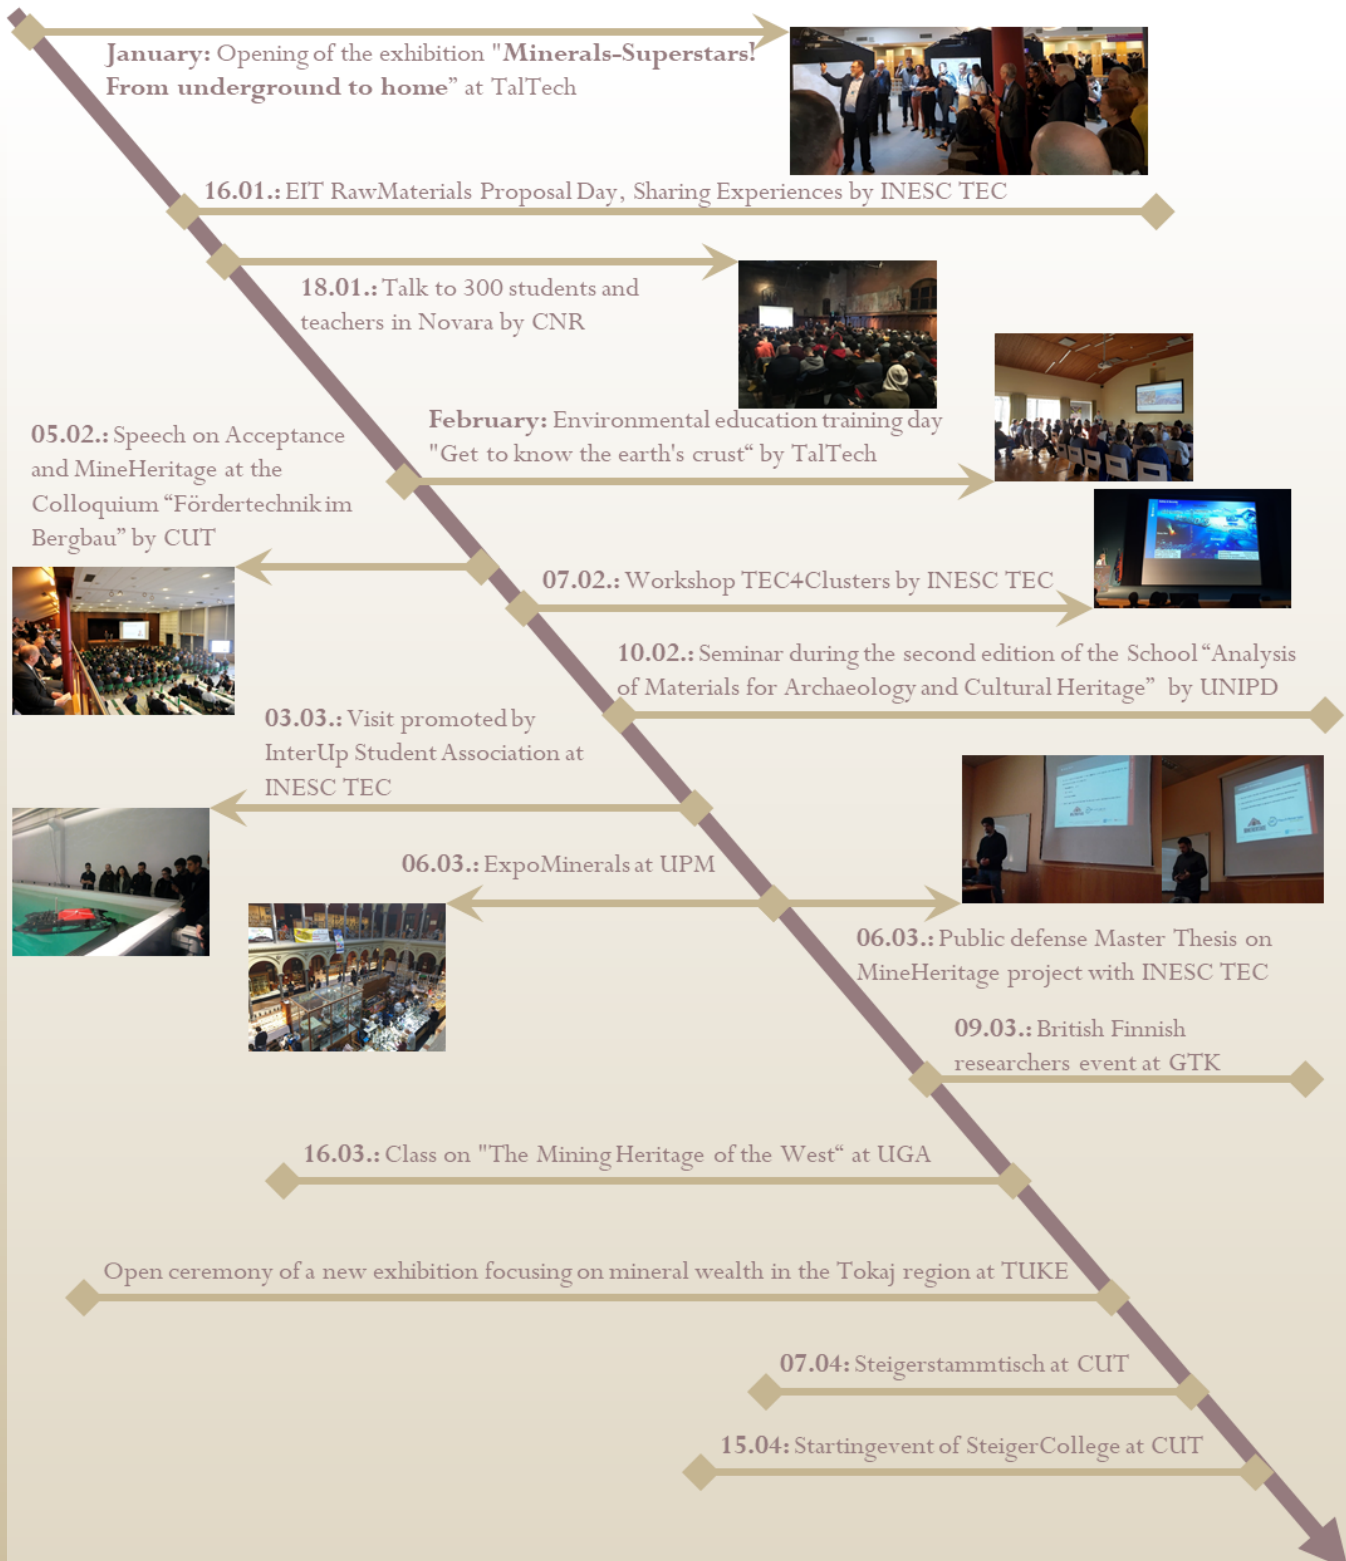 January: Opening of the exhibition "Minerals-Superstars!
From underground to home” at TalTech
16.01.: EIT RawMaterials Proposal Day, Sharing Experiences by INESC TEC
18.01.: Talk to 300 students and
teachers in Novara by CNR
February: Environmental education training day
"Get to know the earth's crust“ by TalTech
05.02.: Speech on Acceptance
and MineHeritage at the
Colloquium “Fördertechnik im
Bergbau” by CUT
07.02.: Workshop TEC4Clusters by INESC TEC
10.02.: Seminar during the second edition of the School “Analysis
of Materials for Archaeology and Cultural Heritage” by UNIPD
03.03.: Visit promoted by
InterUp Student Association at
INESC TEC
06.03.: ExpoMinerals at UPM
06.03.: Public defense Master Thesis on
MineHeritage project with INESC TEC
09.03.: British Finnish
researchers event at GTK
16.03.: Class on "The Mining Heritage of the West“ at UGA
Open ceremony of a new exhibition focusing on mineral wealth in the Tokaj region at TUKE
07.04: Steigerstammtisch at CUT
15.04: Startingevent of SteigerCollege at CUT